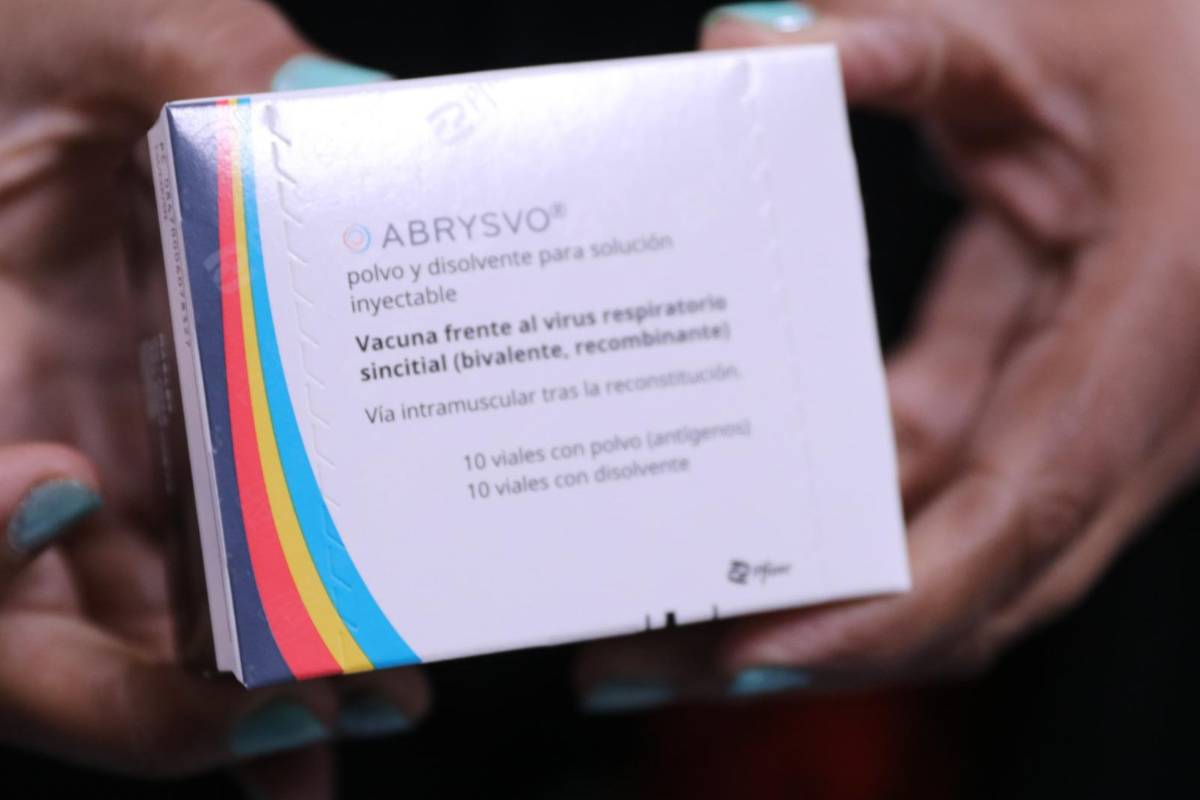 ABRYSVO®
polvo y disolvente para solución
inyectable
Vacuna frente al virus respiratorio
sincitial (bivalente, recombinante)
Vía intramuscular tras la reconstitución.
10 viales con polvo (antígenos)
10 viales con disolvente
Pfizer